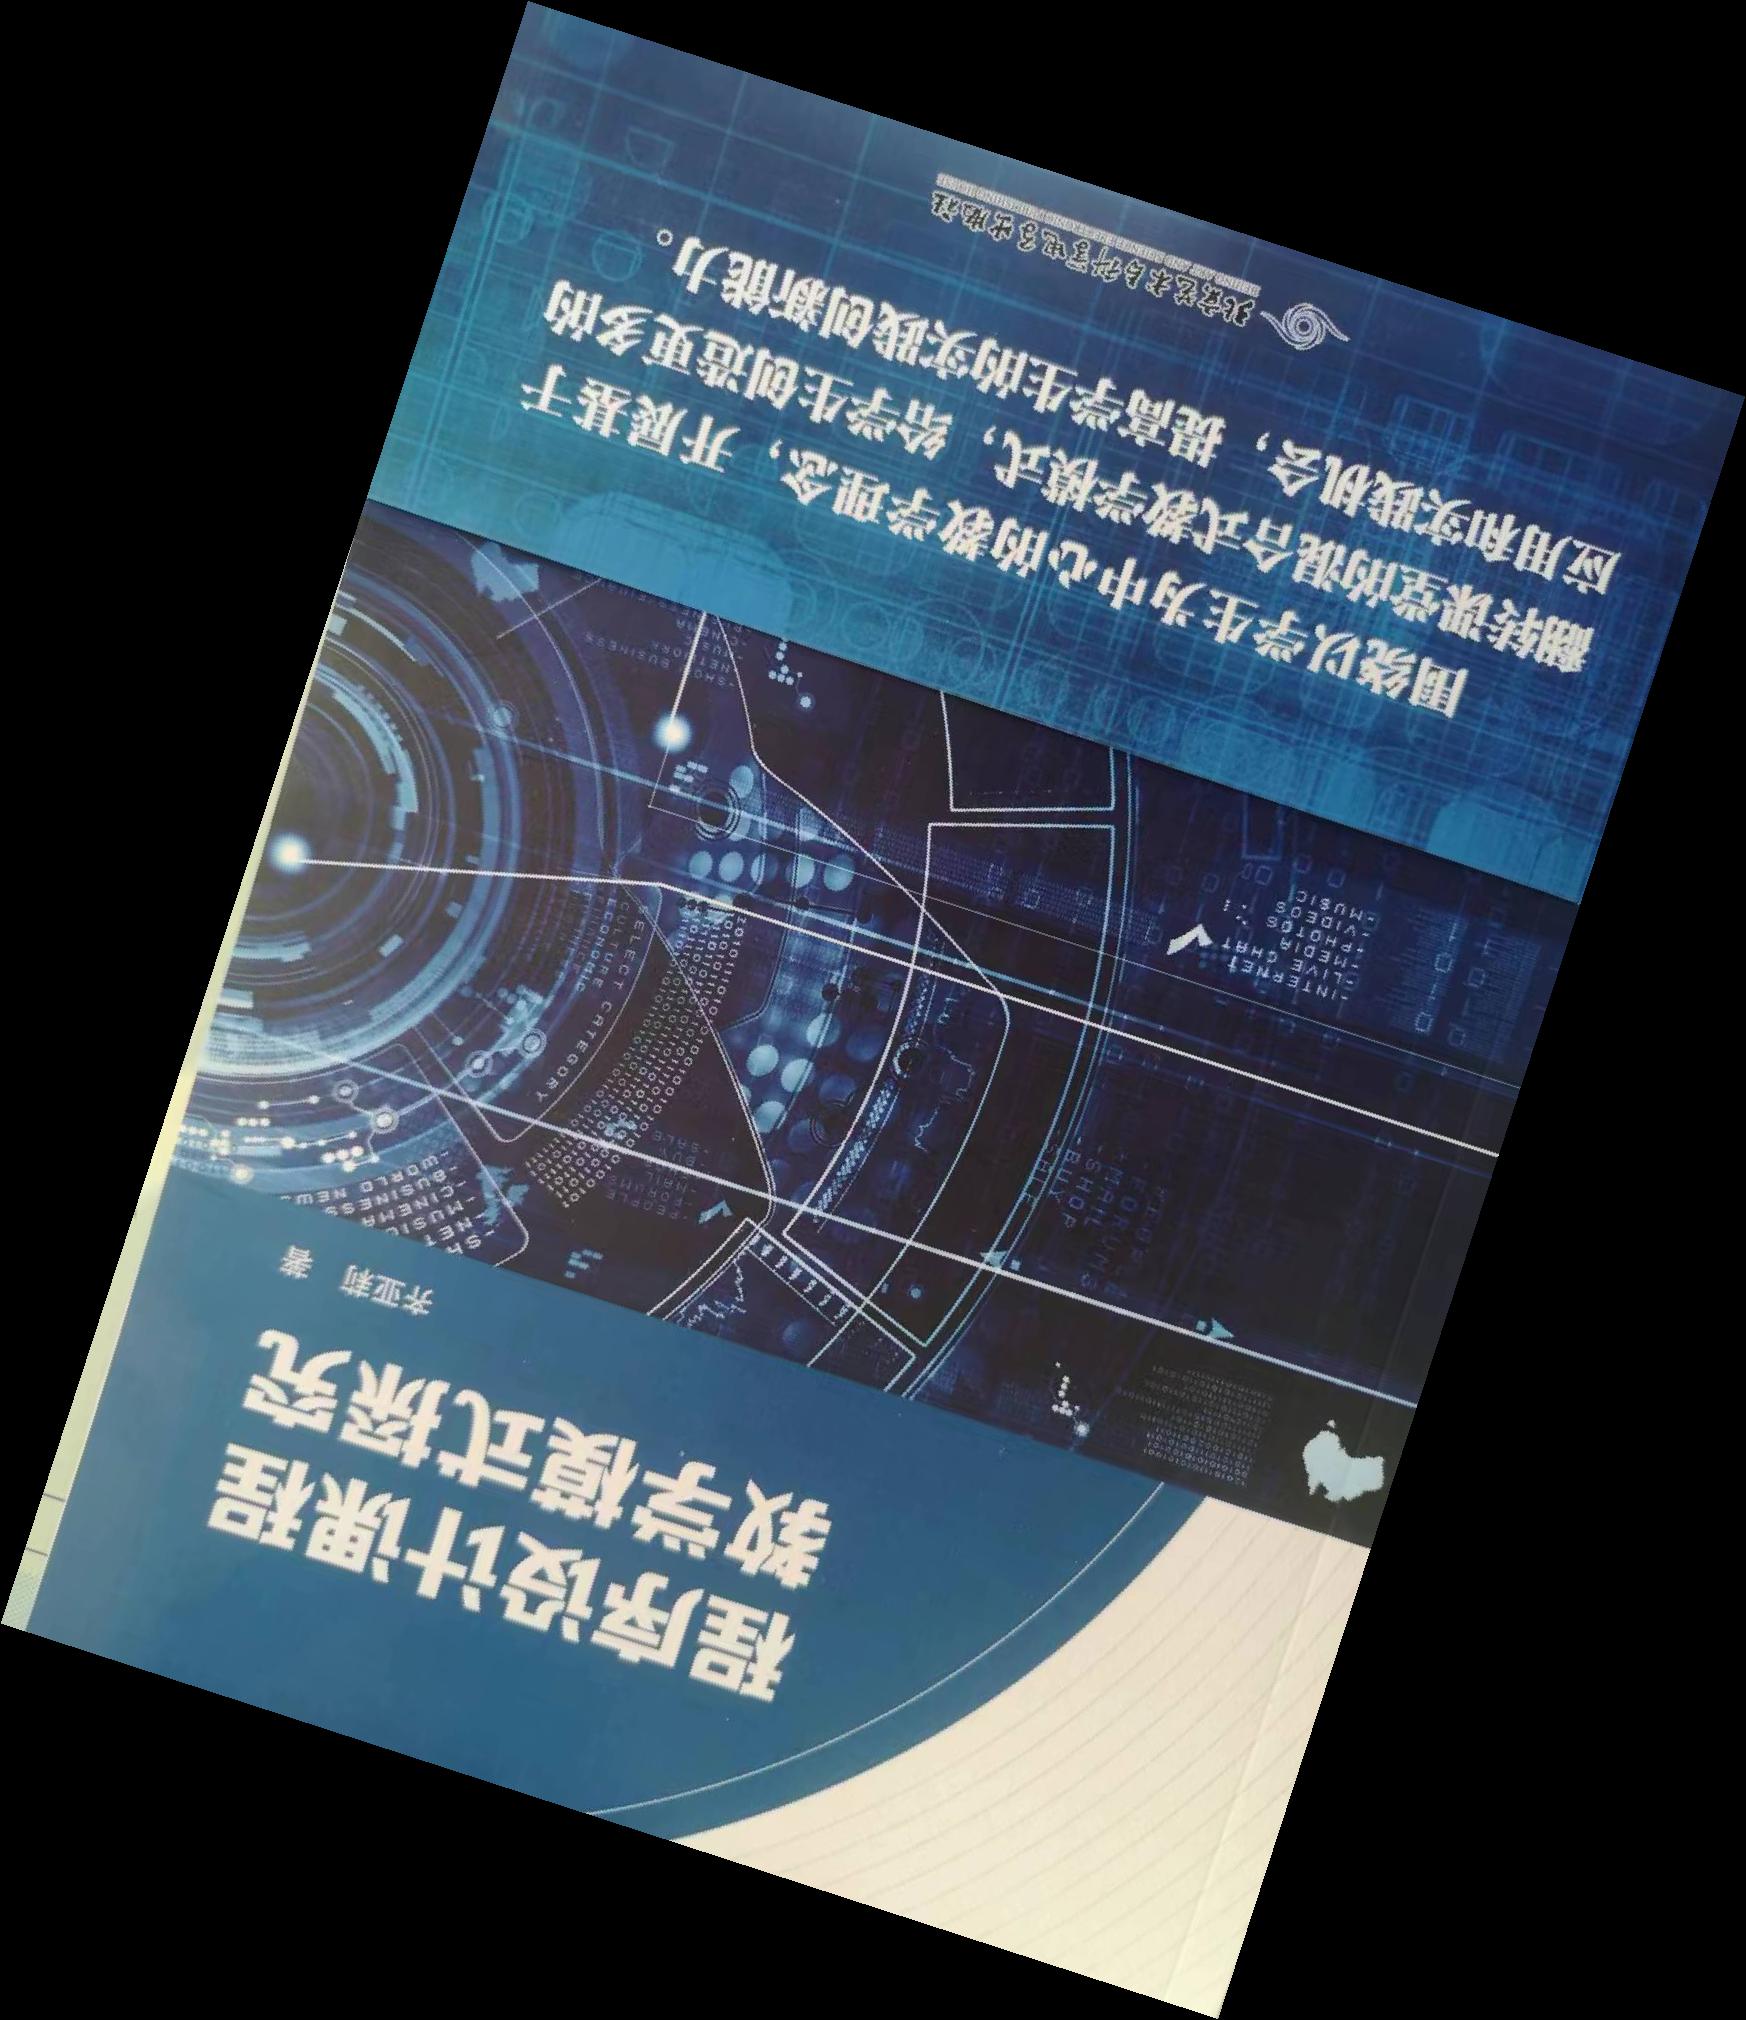 程序设计课程
教学模式探究
齐亚莉 著
WORLD NEWS
-INTERNET
-LIVE CHAT
-MEDIA
-PHOTOS
-VIDEOS
-MUSIC
围绕以学生为中心的教学理念，开展基于
翻转课堂的混合式教学模式，给学生创造更多的
应用和实践机会，提高学生的实践创新能力。
北京艺术与科学电子出版社